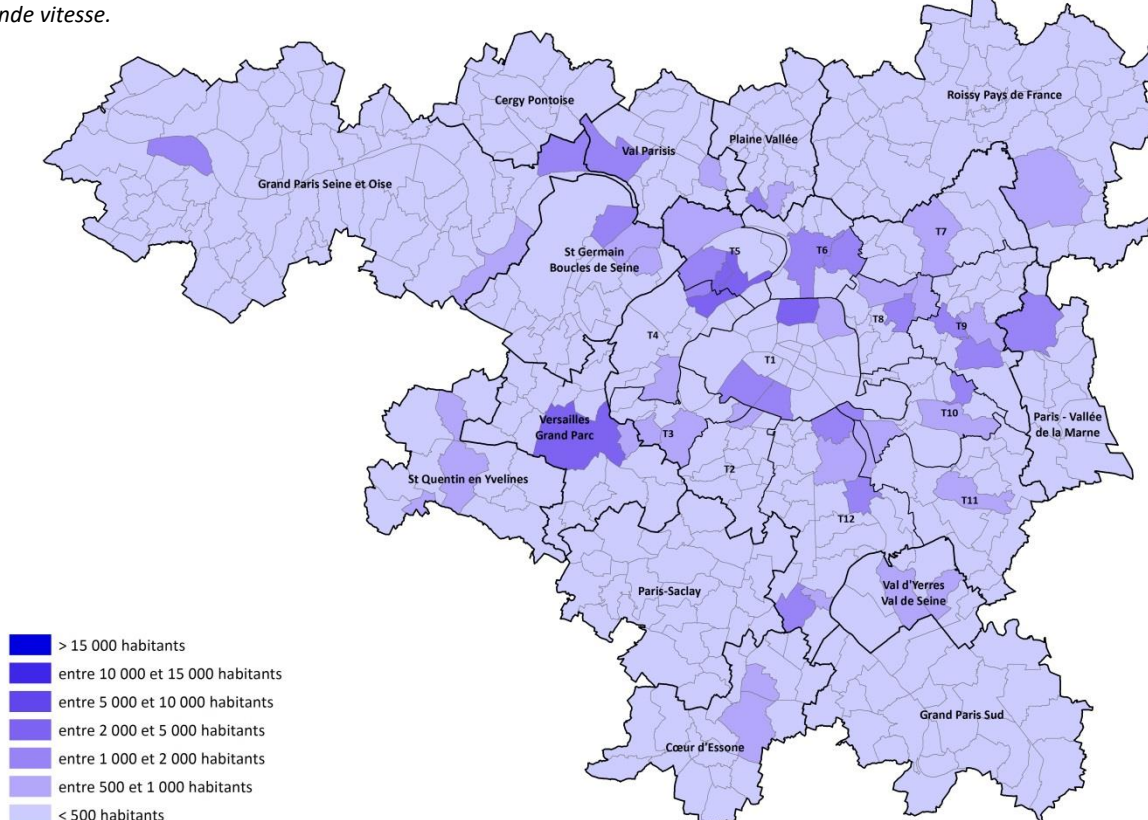 nde vitesse.
Cergy Pontoise
Roissy Pays de France
Plaine Vallée
Val Parisis
Grand Paris Seine et Oise
T7
T5
T6
St Germain
Boucles de Seine
T8
T9
T4
T1
T10
Paris - Vallée
de la Marne
Versailles
Grand Parc
T3
T2
St Quentin en Yvelines
T11
T12
Paris-Saclay
Val d'Yerres
Val de Seine
Grand Paris Sud
Cœur d'Essone
> 15 000 habitants
entre 10 000 et 15 000 habitants
entre 5 000 et 10 000 habitants
entre 2 000 et 5 000 habitants
entre 1 000 et 2 000 habitants
entre 500 et 1 000 habitants
< 500 habitants